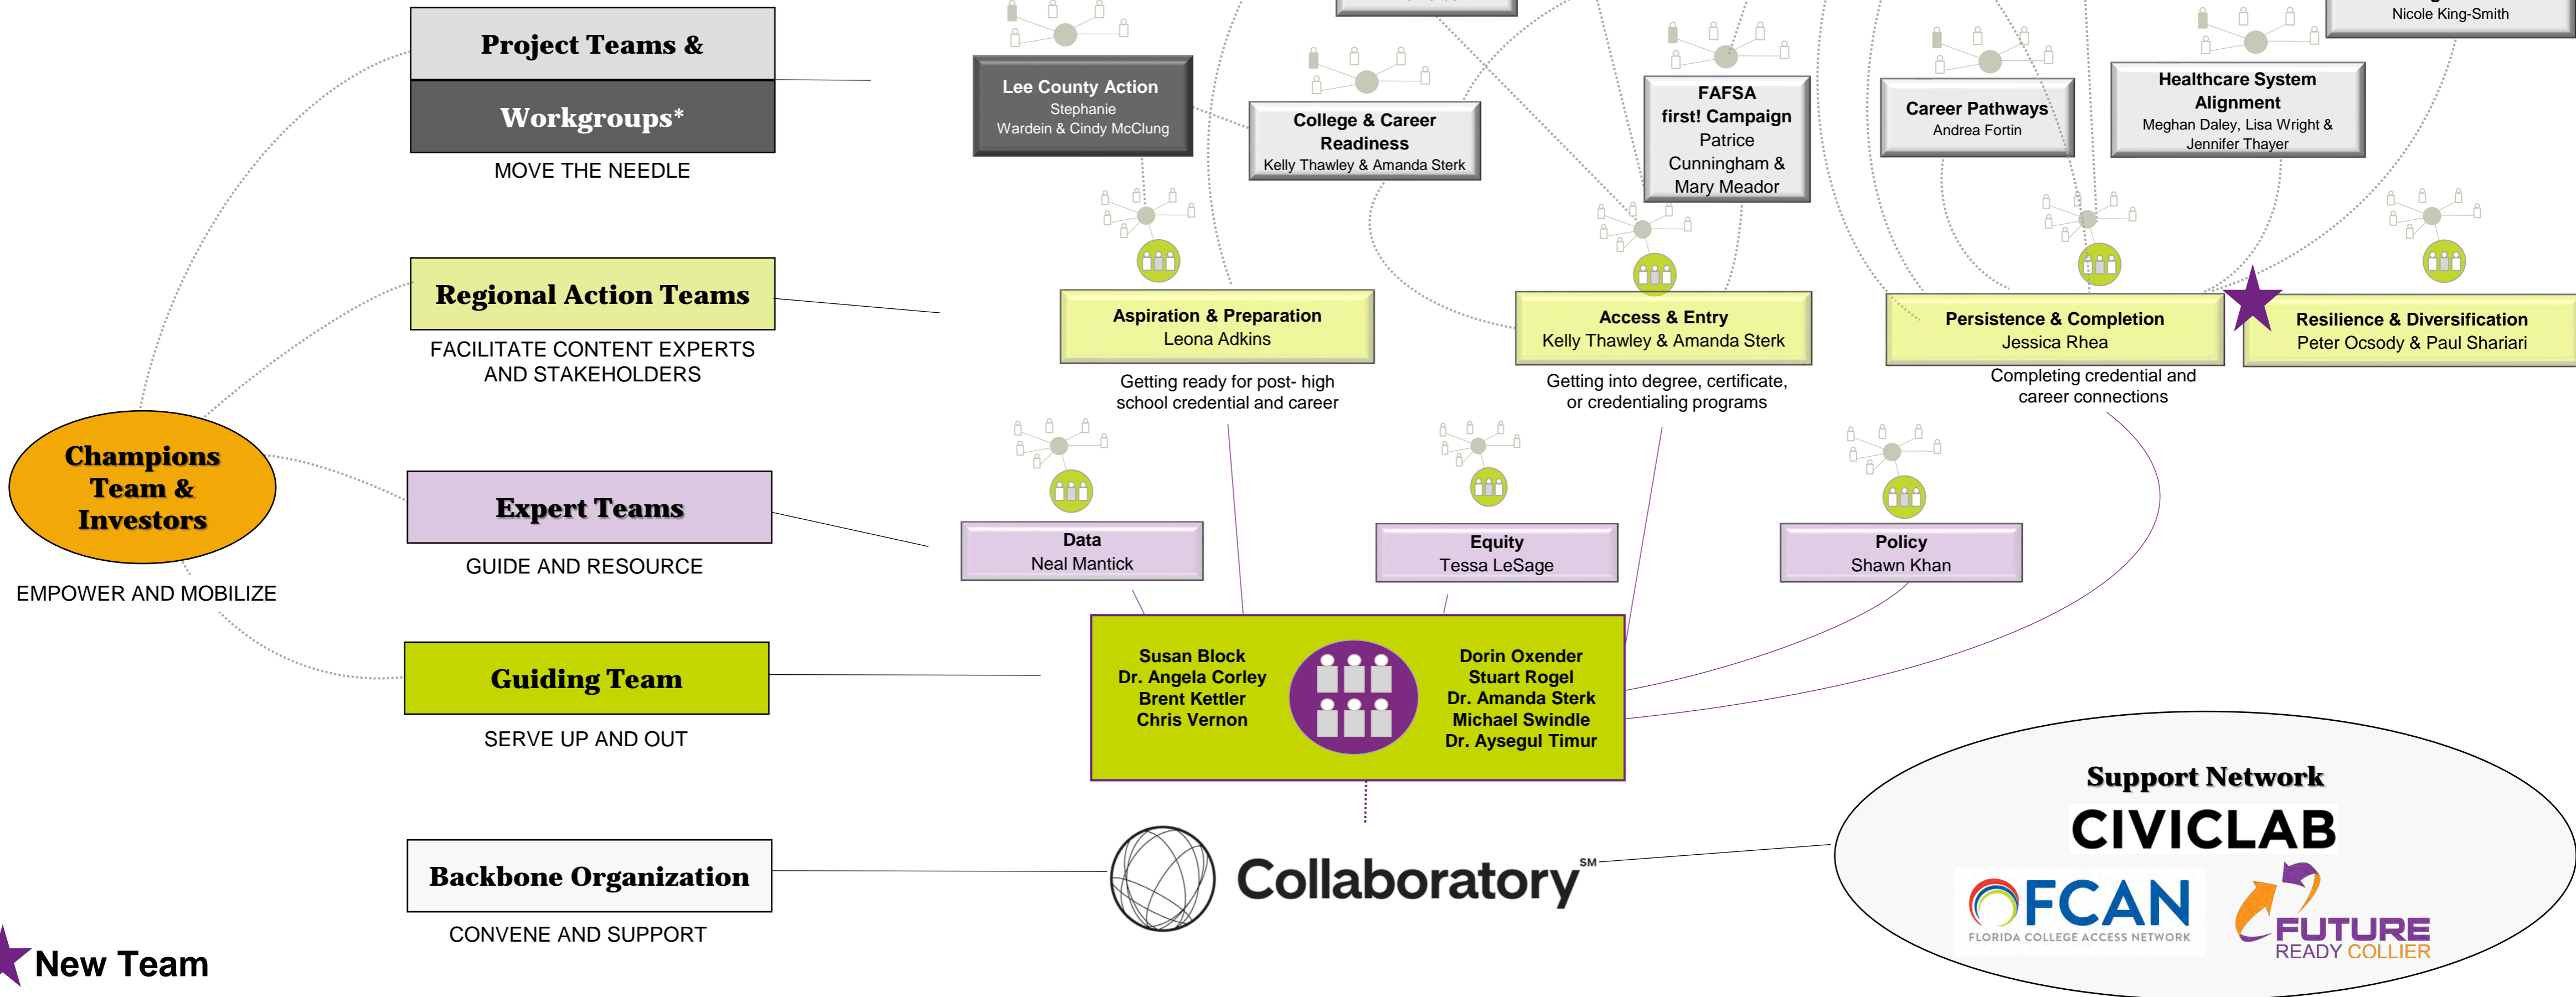 Project Teams &
Workgroups*
MOVE THE NEEDLE
Nicole King-Smith
Lee County Action
Stephanie
Wardein & Cindy McClung
College & Career
Readiness
Kelly Thawley & Amanda Sterk
FAFSA
first! Campaign
Patrice
Cunningham &
Mary Meador
Career Pathways
Andrea Fortin
Healthcare System
Alignment
Meghan Daley, Lisa Wright &
Jennifer Thayer
Regional Action Teams
FACILITATE CONTENT EXPERTS
AND STAKEHOLDERS
Aspiration & Preparation
Leona Adkins
Getting ready for post- high
school credential and career
Access & Entry
Kelly Thawley & Amanda Sterk
Getting into degree, certificate,
or credentialing programs
Persistence & Completion
Jessica Rhea
Completing credential and
career connections
Resilience & Diversification
Peter Ocsody & Paul Shariari
Champions
Team &
Investors
EMPOWER AND MOBILIZE
Expert Teams
GUIDE AND RESOURCE
Data
Neal Mantick
Equity
Tessa LeSage
Policy
Shawn Khan
Guiding Team
SERVE UP AND OUT
Susan Block
Dr. Angela Corley
Brent Kettler
Chris Vernon
Dorin Oxender
Stuart Rogel
Dr. Amanda Sterk
Michael Swindle
Dr. Aysegul Timur
Backbone Organization
CONVENE AND SUPPORT
Collaboratory SM
Support Network
CIVICLAB
FCAN
FLORIDA COLLEGE ACCESS NETWORK
FUTURE
READY COLLIER
New Team